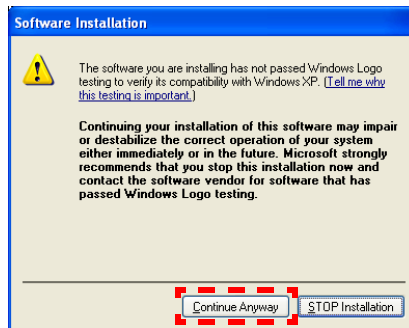 Software Installation
The software you are installing has not passed Windows Logo
testing to verify its compatibility with Windows XP. (Tell me why
this testing is important.)
Continuing your installation of this software may impair
or destabilize the correct operation of your system
either immediately or in the future. Microsoft strongly
recommends that you stop this installation now and
contact the software vendor for software that has
passed Windows Logo testing.
Continue Anyway
STOP Installation